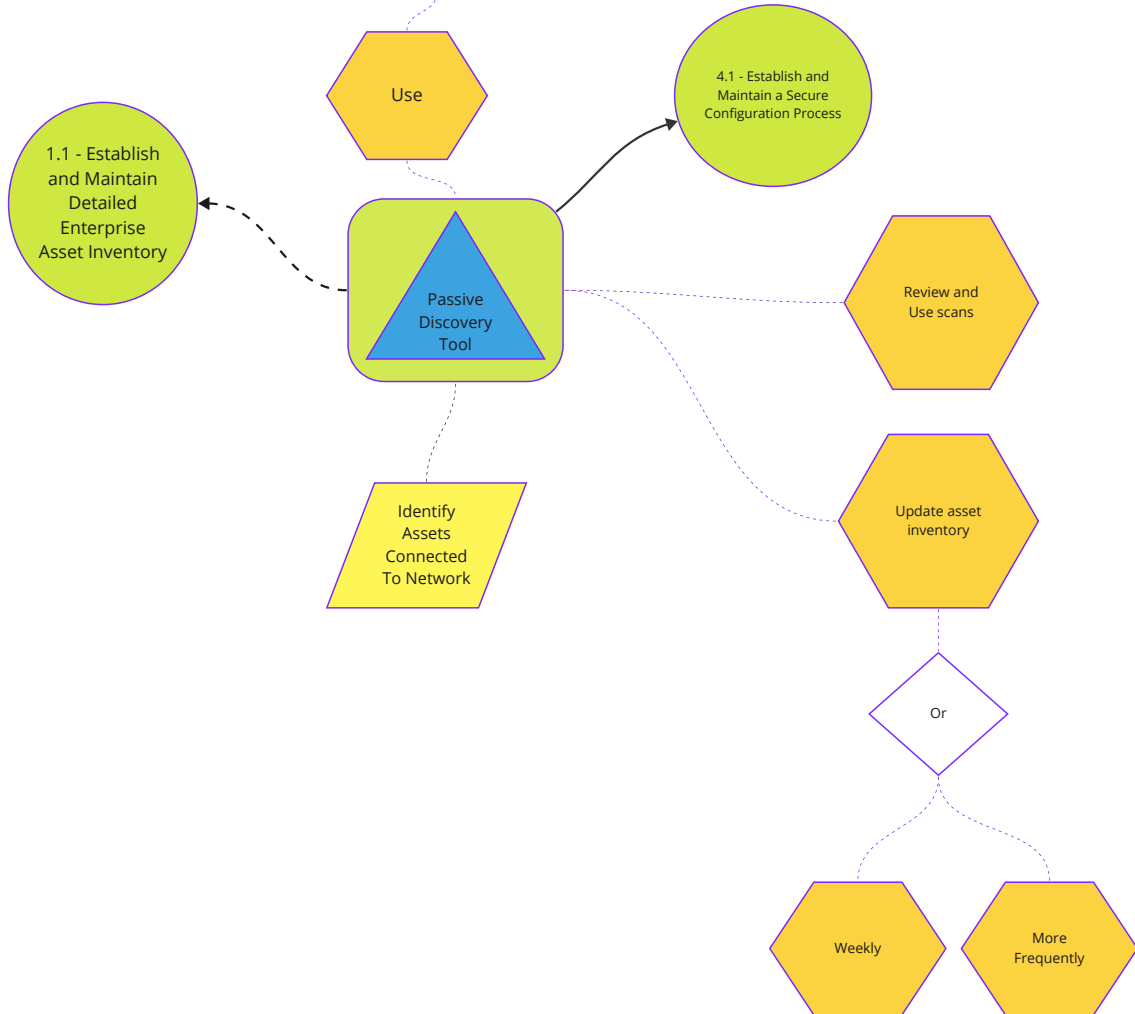 Use
4.1 - Establish and
Maintain a Secure
Configuration Process
1.1 - Establish
and Maintain
Detailed
Enterprise
Asset Inventory
Passive
Discovery
Tool
Review and
Use scans
Identify
Assets
Connected
To Network
Update asset
inventory
Or
Weekly
More
Frequently